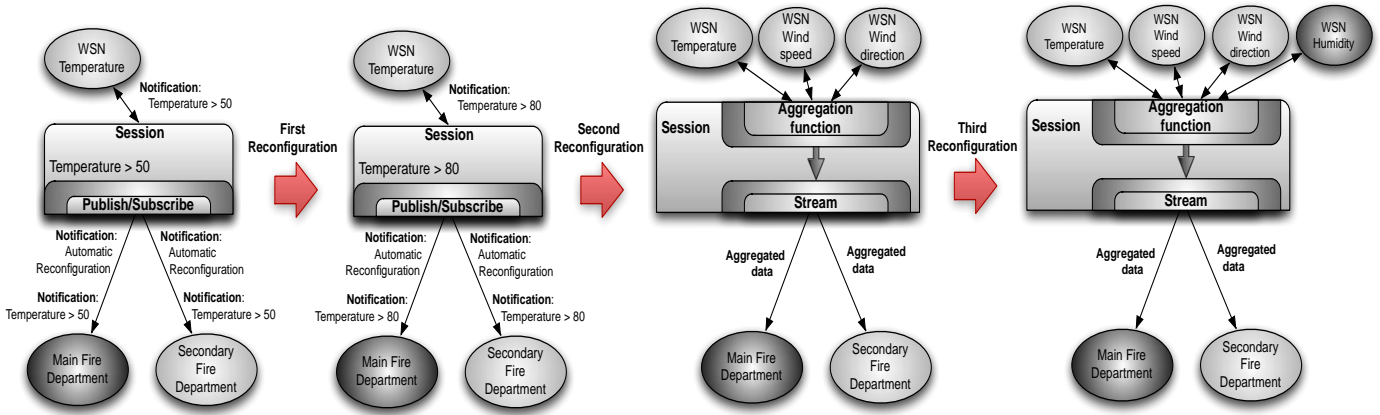 WSN
Temperature
Notification:
Temperature > 50
Session
Temperature > 50
Publish/Subscribe
Notification:
Automatic
Reconfiguration
Notification:
Automatic
Reconfiguration
Notification:
Temperature > 50
Notification:
Temperature > 50
Main Fire
Department
Secondary
Fire
Department
First
Reconfiguration
WSN
Temperature
Notification:
Temperature > 80
Session
Temperature > 80
Publish/Subscribe
Notification:
Automatic
Reconfiguration
Notification:
Automatic
Reconfiguration
Notification:
Temperature > 80
Notification:
Temperature > 80
Main Fire
Department
Secondary
Fire
Department
Second
Reconfiguration
WSN
Temperature
WSN
Wind
speed
WSN
Wind
direction
Session
Aggregation
function
Stream
Aggregated
data
Aggregated
data
Main Fire
Department
Secondary
Fire
Department
Third
Reconfiguration
WSN
Temperature
WSN
Wind
speed
WSN
Wind
direction
WSN
Humidity
Session
Aggregation
function
Stream
Aggregated
data
Aggregated
data
Main Fire
Department
Secondary
Fire
Department